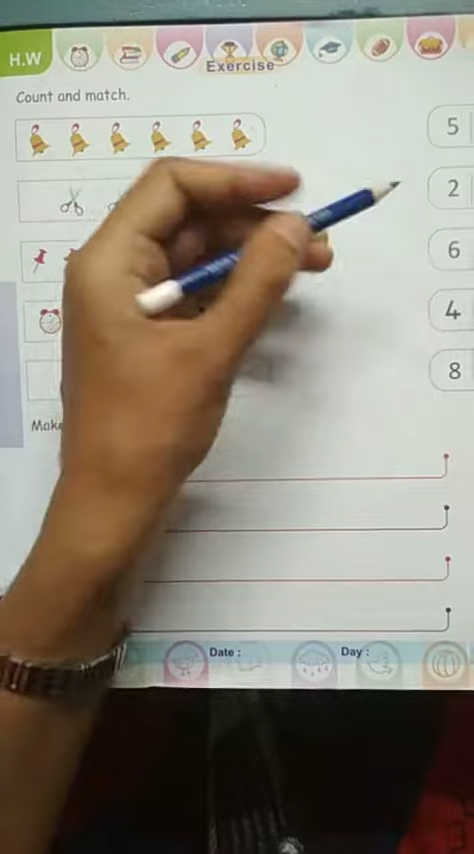 H.W
Exercise
Count and match.
5
2
6
4
8
Make
Date :
Day :